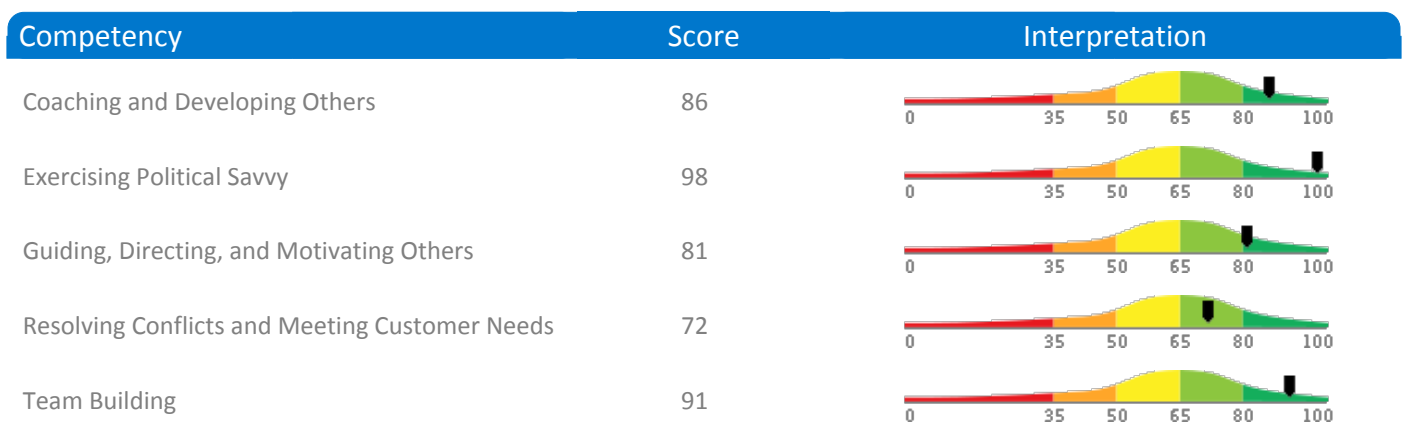 Competency Score Interpretation
Coaching and Developing Others 86
0 35 50 65 80 100
Exercising Political Savvy 98
0 35 50 65 80 100
Guiding, Directing, and Motivating Others 81
0 35 50 65 80 100
Resolving Conflicts and Meeting Customer Needs 72
0 35 50 65 80 100
Team Building 91
0 35 50 65 80 100